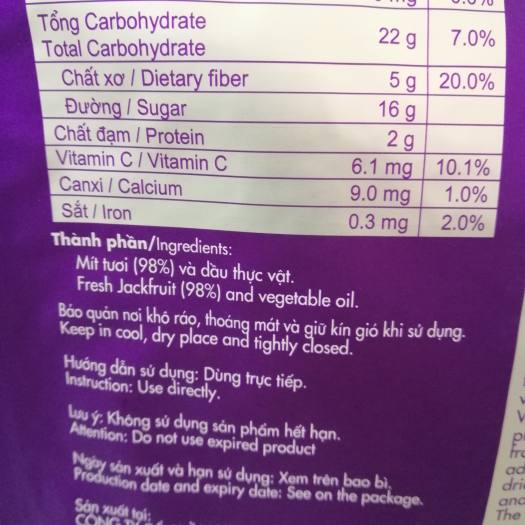 Tổng Carbohydrate
Total Carbohydrate 22 g 7.0%
Chất xơ / Dietary fiber 5 g 20.0%
Đường / Sugar 16 g
Chất đạm / Protein 2 g
Vitamin C / Vitamin C 6.1 mg 10.1%
Canxi / Calcium 9.0 mg 1.0%
Sắt / Iron 0.3 mg 2.0%
Thành phần/Ingredients:
Mít tươi (98%) và dầu thực vật.
Fresh Jackfruit (98%) and vegetable oil.
Bảo quản nơi khô ráo, thoáng mát và giữ kín gió khi sử dụng.
Keep in cool, dry place and tightly closed.
Hướng dẫn sử dụng: Dùng trực tiếp.
Instruction: Use directly.
Lưu ý: Không sử dụng sản phẩm hết hạn.
Attention: Do not use expired product
Ngày sản xuất và hạn sử dụng: Xem trên bao bì.
Production date and expiry date: See on the package.
Sản xuất tại:
The